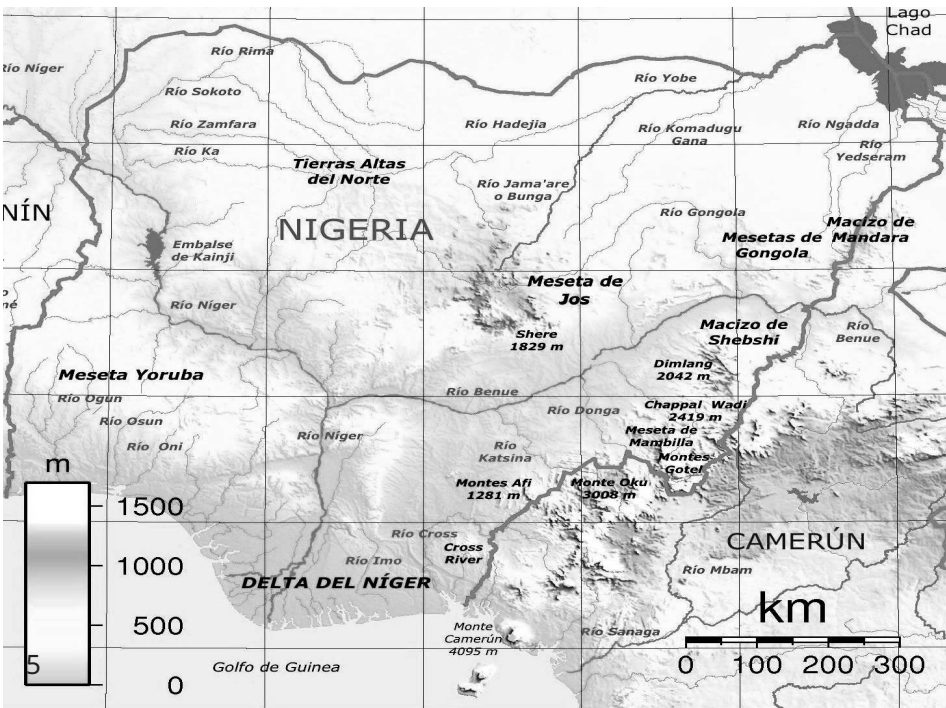 Lago
Chad
Río Rima
Río Níger
Río Yobe
Río Sokoto
Río Zamfara
Río Hadejia
Río Komadugu
Gana
Río Ngadda
Río Ka
Río
Yedseram
Tierras Altas
del Norte
Río Jama'are
o Bunga
NÍN
NIGERIA
Río Gongola
Macizo de
Mandara
Mesetas de
Gongola
Embalse
de Kainji
Meseta de
Jos
Río Níger
Shere
1829 m
Macizo de
Shebshi
Río
Benue
Dimlang
2042 m
Meseta Yoruba
Río Benue
Río Ogun
Río Donga
Chappal Wadi
2419 m
Río Osun
Río Níger
Meseta de
Mambilla
Río Oni
Río
Katsina
Montes
Gotel
m
Montes Afi
1281 m
Monte Oku
3008 m
1500
Río Cross
CAMERÚN
Cross
River
1000
Río Imo
Río Mbam
DELTA DEL NÍGER
km
500
Monte
Camerún
4095 m
Río Sanaga
5
0
Golfo de Guinea
0 100 200 300